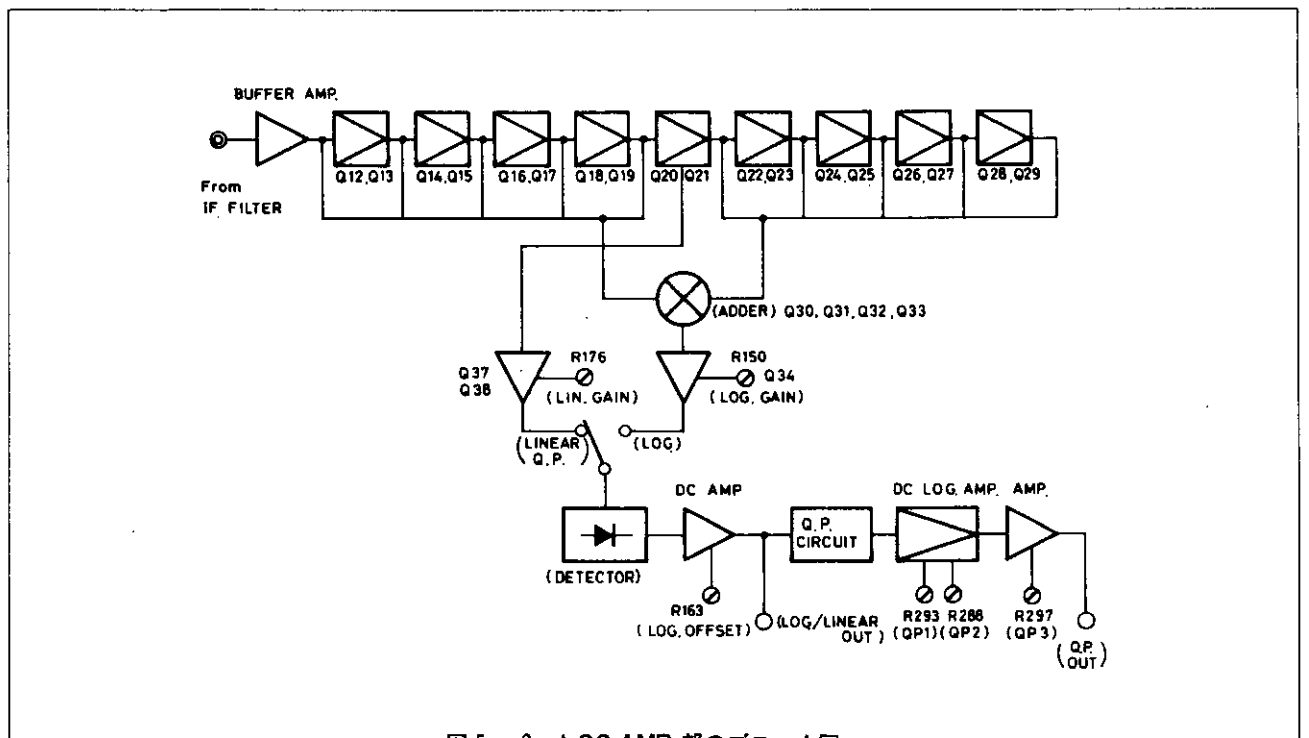 BUFFER AMP.
From
IF FILTER
Q12,Q13
Q14,Q15
Q16,Q17
Q18,Q19
Q20 Q21
Q22,Q23
Q24,Q25
Q26,Q27
Q28,Q29
(ADDER) Q30, Q31, Q32, Q33
Q37
Q38
R176
(LIN. GAIN)
R150
Q34
(LOG. GAIN)
(LINEAR
Q.P.)
(LOG)
DC AMP
DC LOG. AMP. AMP.
Q.P.
CIRCUIT
(DETECTOR)
R163
(LOG. OFFSET)
(LOG/LINEAR
OUT)
R293
(QP1)
R288
(QP2)
R297
(QP3)
(Q.P.
OUT)